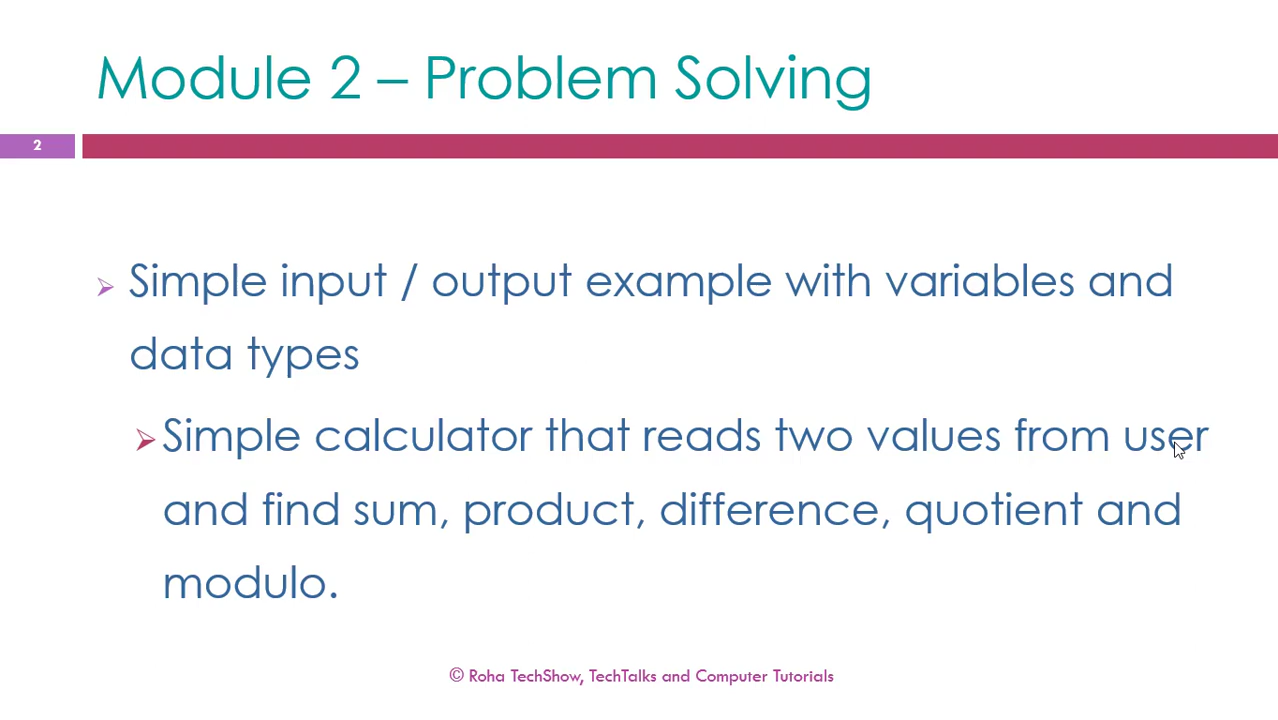 Module 2 – Problem Solving
2
Simple input / output example with variables and
data types
Simple calculator that reads two values from user
and find sum, product, difference, quotient and
modulo.
© Roha TechShow, TechTalks and Computer Tutorials